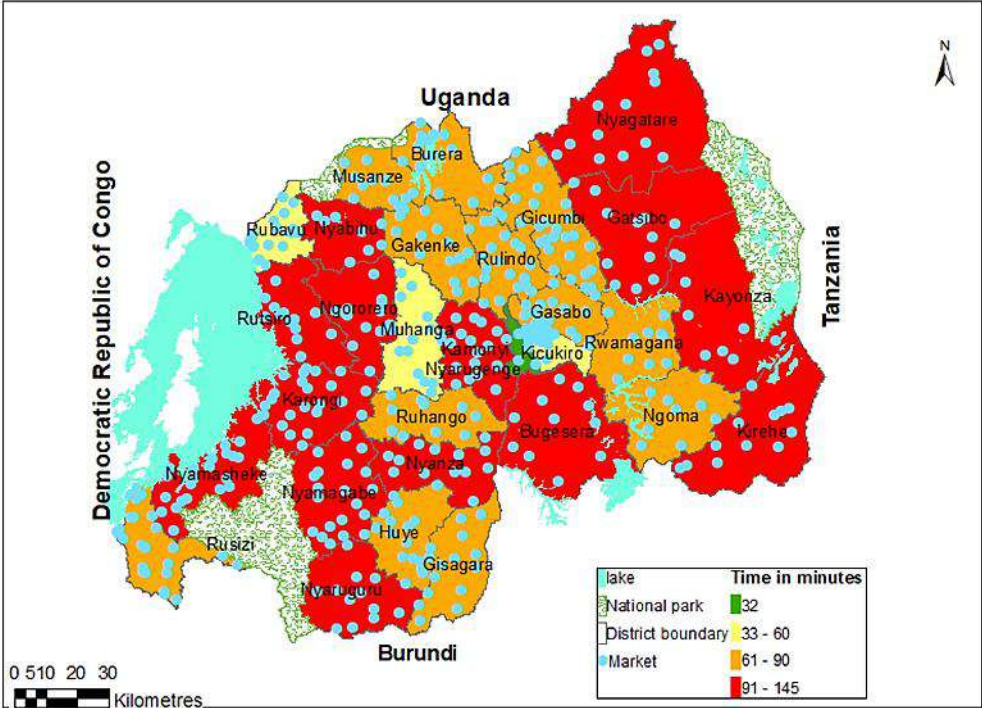 N
Uganda
Nyagatare
Burera
Musanze
Gicumbi
Gatsibo
Rubavu
Nyabihu
Gakenke
Rulindo
Democratic Republic of Congo
Tanzania
Kayonza
Ngororero
Gasabo
Rutsiro
Muhanga
Kamonyi
Kicukiro
Rwamagana
Nyarugenge
Karongi
Ruhango
Ngoma
Bugesera
Kirehe
Nyanza
Nyamasheke
Nyamagabe
Huye
Rusizi
Gisagara
Nyaruguru
Burundi
lake
National park
District boundary
Market
Time in minutes
32
33 - 60
61 - 90
91 - 145
0 5 10 20 30
Kilometres